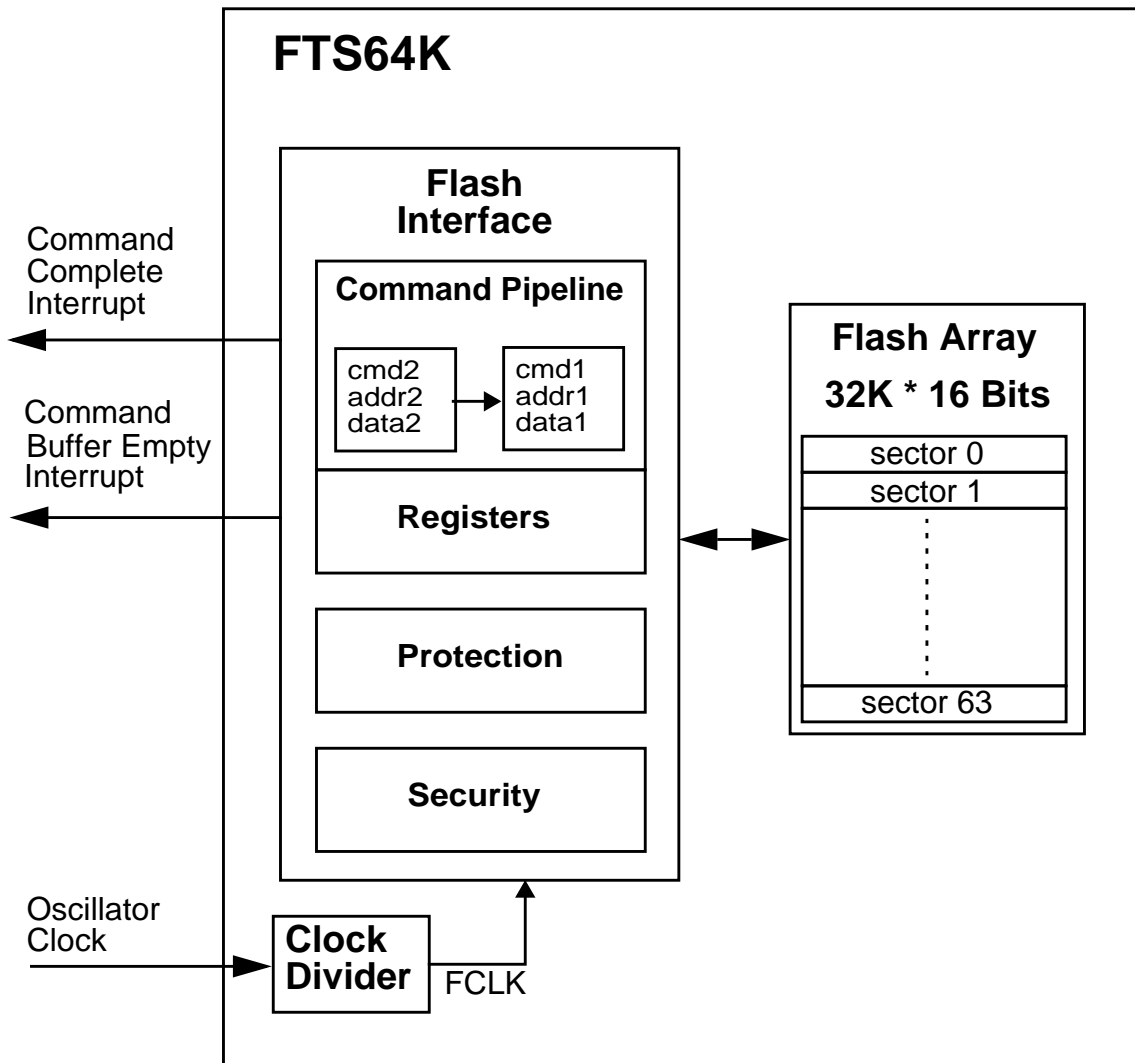 FTS64K
Flash
Interface
Command
Complete
Interrupt
Command Pipeline
cmd2
addr2
data2
cmd1
addr1
data1
Flash Array
32K * 16 Bits
sector 0
sector 1
sector 63
Command
Buffer Empty
Interrupt
Registers
Protection
Security
Oscillator
Clock
Clock
Divider
FCLK